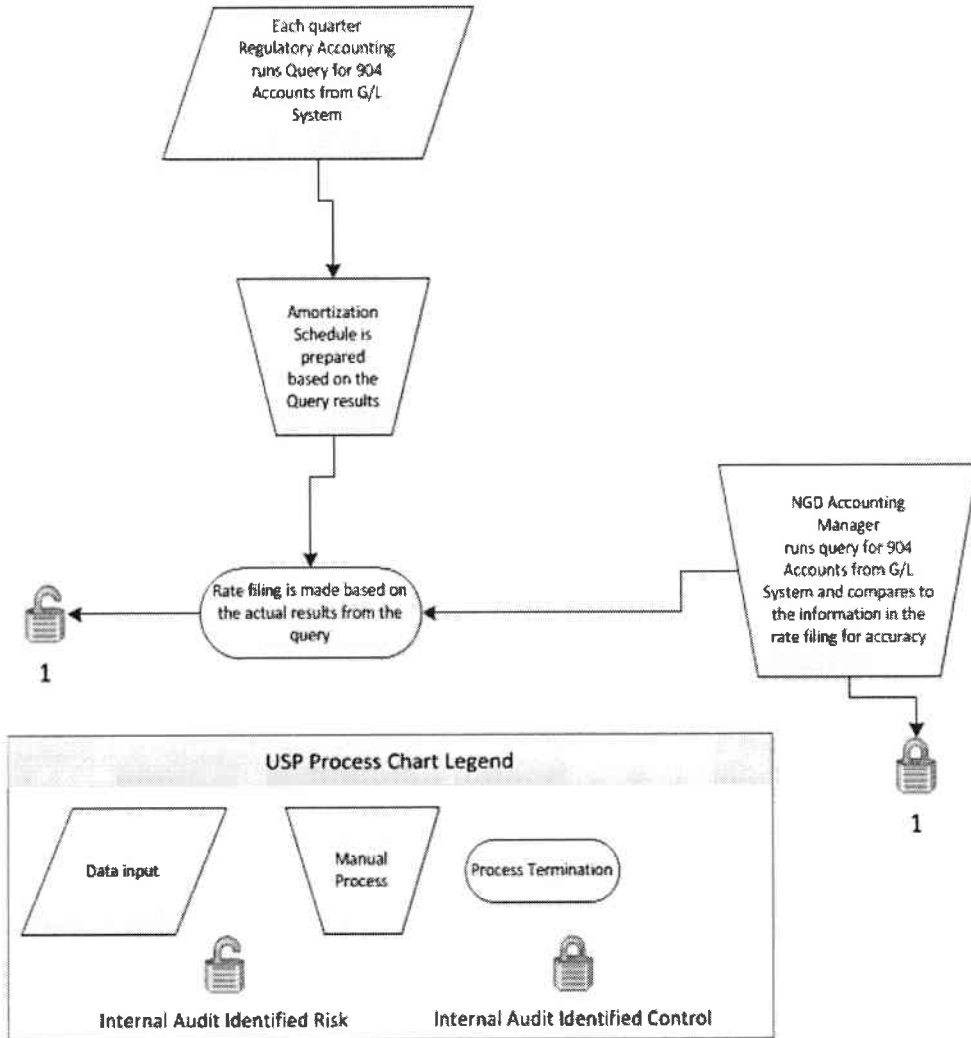 Each quarter
Regulatory Accounting
runs Query for 904
Accounts from G/L
System
Amortization
Schedule is
prepared
based on the
Query results
NGD Accounting
Manager
runs query for 904
Accounts from G/L
System and compares to
the information in the
rate filing for accuracy
Rate filing is made based on
the actual results from the
query
1
1
USP Process Chart Legend
Data input
Manual
Process
Process Termination
Internal Audit Identified Risk
Internal Audit Identified Control